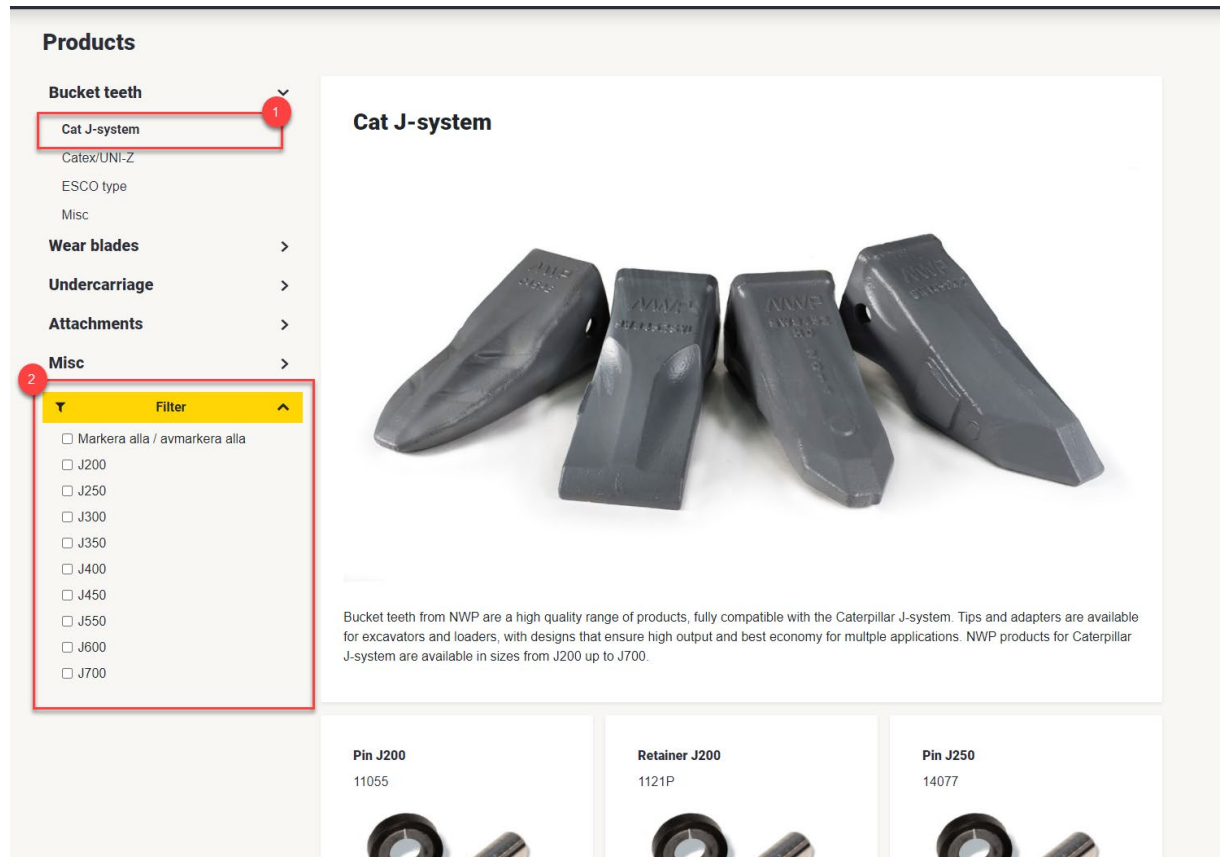 Products
Bucket teeth
1
Cat J-system
Catex/UNI-Z
ESCO type
Misc
Wear blades
Undercarriage
Attachments
Misc
2
Filter
Markera alla / avmarkera alla
J200
J250
J300
J350
J400
J450
J550
J600
J700
Cat J-system
NWP
NWP
NWP
NWP
Bucket teeth from NWP are a high quality range of products, fully compatible with the Caterpillar J-system. Tips and adapters are available
for excavators and loaders, with designs that ensure high output and best economy for multple applications. NWP products for Caterpillar
J-system are available in sizes from J200 up to J700.
Pin J200
11055
Retainer J200
1121P
Pin J250
14077